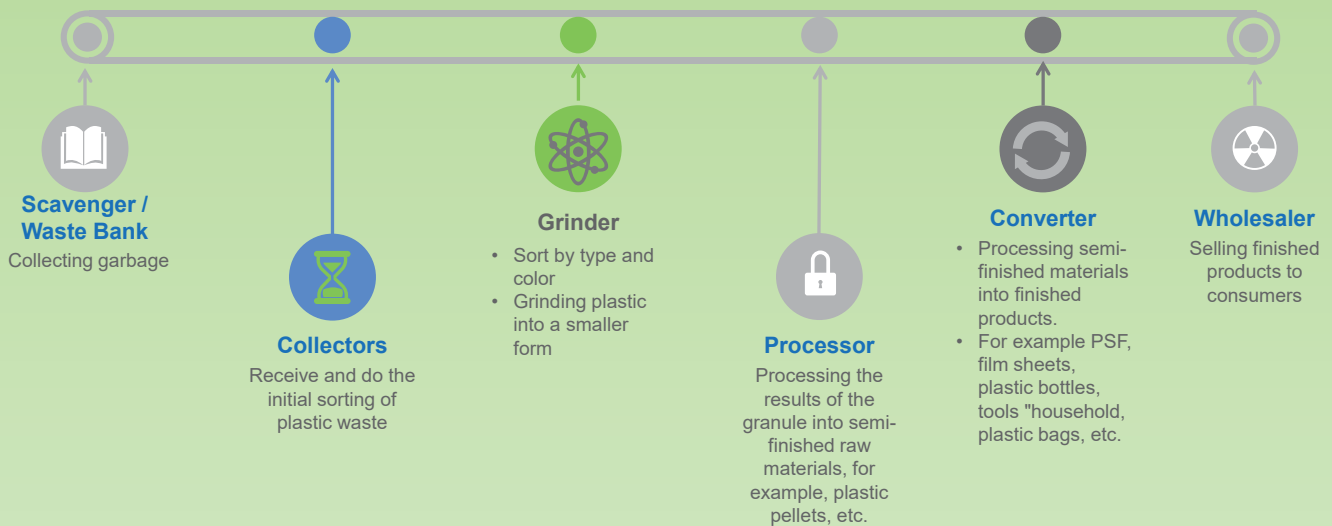 Scavenger /
Waste Bank
Collecting garbage
Collectors
Receive and do the
initial sorting of
plastic waste
Grinder
• Sort by type and
color
• Grinding plastic
into a smaller
form
Processor
Processing the
results of the
granule into semi-
finished raw
materials, for
example, plastic
pellets, etc.
Converter
• Processing semi-
finished materials
into finished
products.
• For example PSF,
film sheets,
plastic bottles,
tools "household,
plastic bags, etc.
Wholesaler
Selling finished
products to
consumers